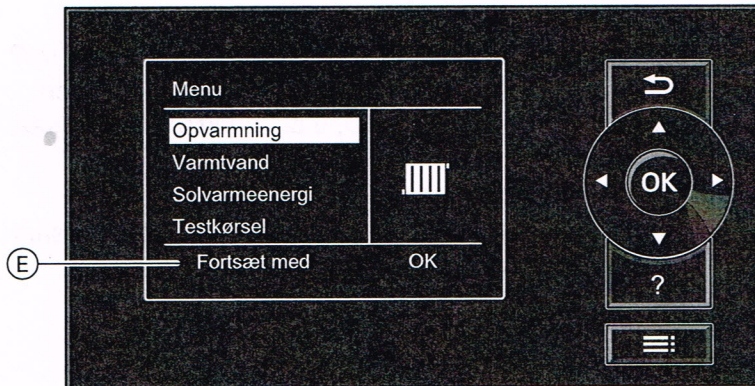 Menu
Opvarmning
Varmtvand
Solvarmeenergi
Testkørsel
Fortsæt med OK
E
OK
?